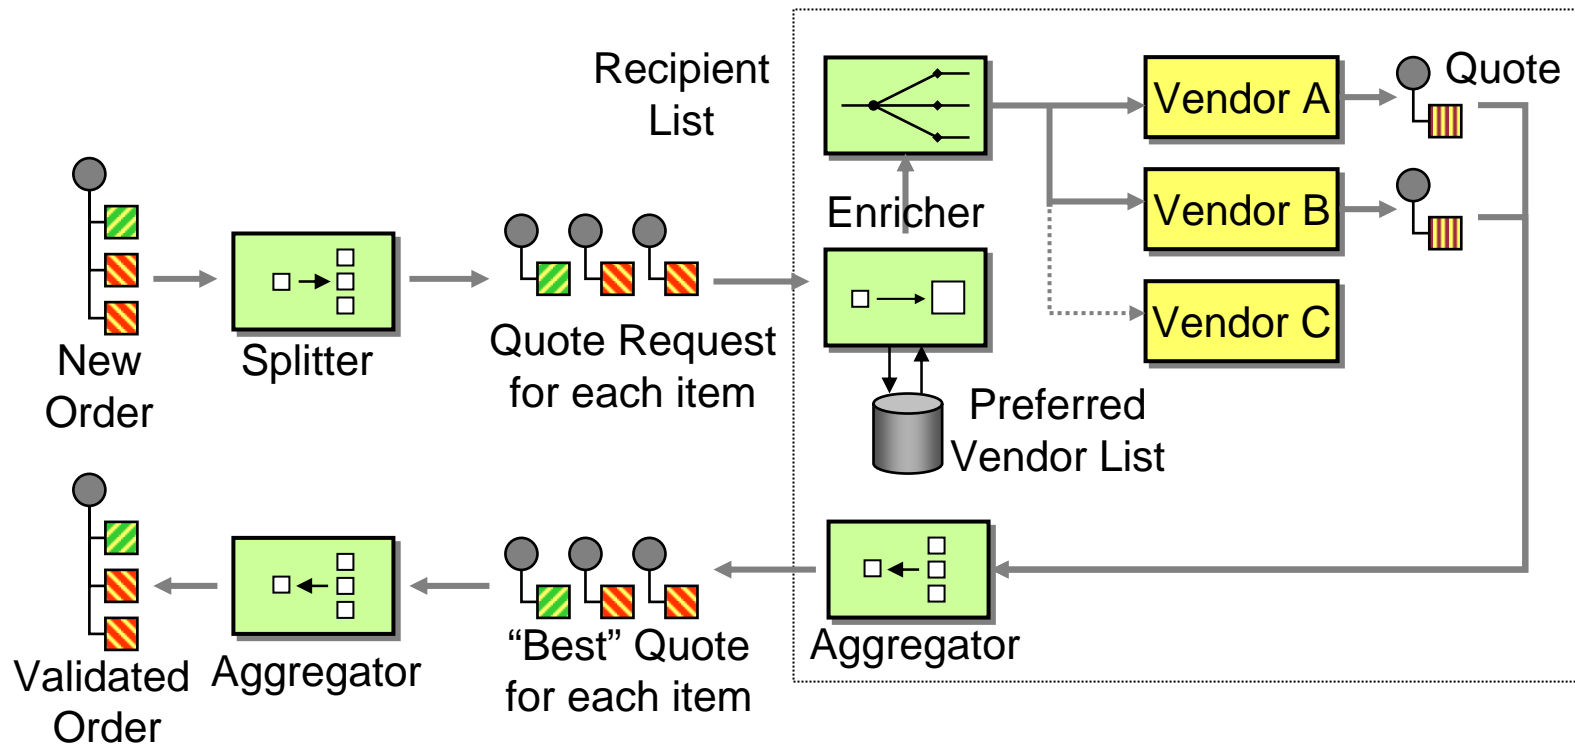 Recipient
List
Vendor A
Quote
Enricher
Vendor B
New
Order
Splitter
Quote Request
for each item
Vendor C
Preferred
Vendor List
Validated
Order
Aggregator
“Best” Quote
for each item
Aggregator